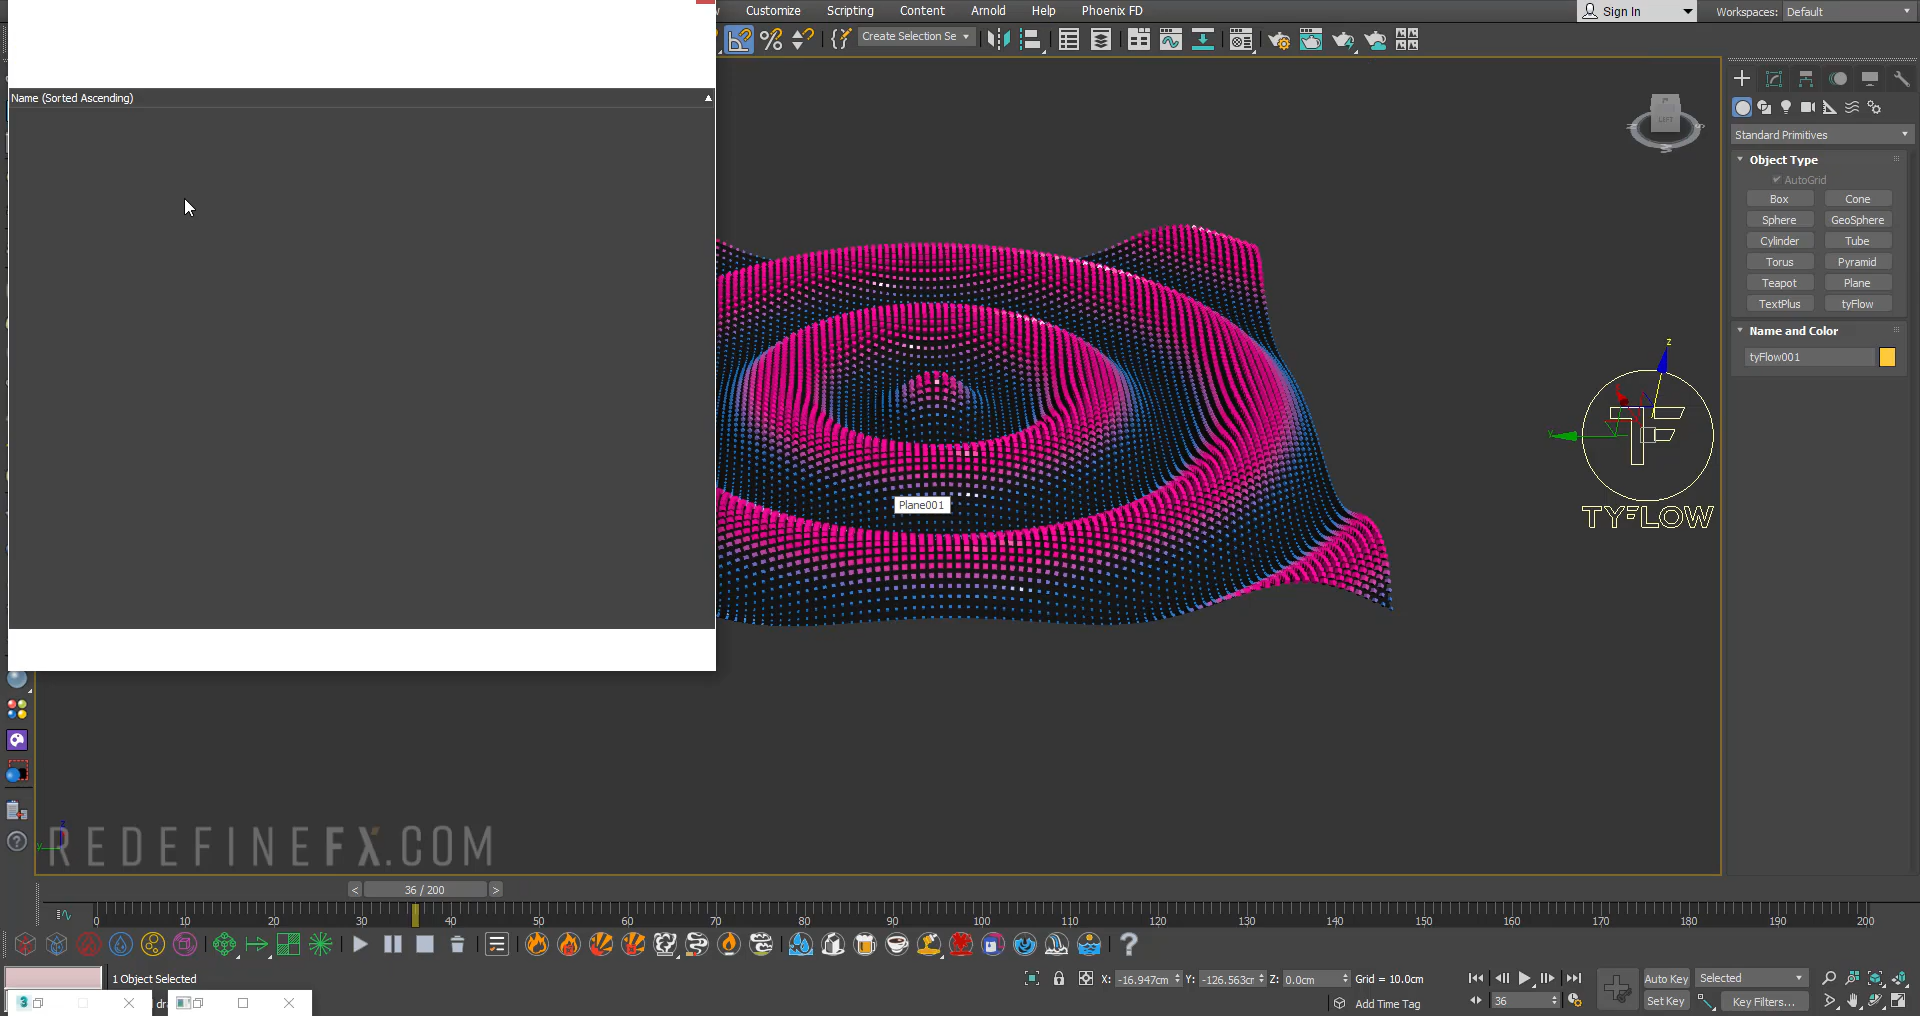 Customize Scripting Content Arnold Help Phoenix FD
Sign In Workspaces: Default
Create Selection Se
Name (Sorted Ascending)
LEFT
Standard Primitives
Object Type
AutoGrid
Box Cone
Sphere GeoSphere
Cylinder Tube
Torus Pyramid
Teapot Plane
TextPlus tyFlow
Name and Color
tyFlow001
z
Y
TYFLOW
Plane001
z
y
REDEFINEFX.COM
< 36 / 200 >
0 10 20 30 40 50 60 70 80 90 100 110 120 130 140 150 160 170 180 190 200
1 Object Selected
X: -16.947cm Y: -126.563cr Z: 0.0cm Grid = 10.0cm
Auto Key Selected
3 dra
Add Time Tag
36
Set Key Key Filters...